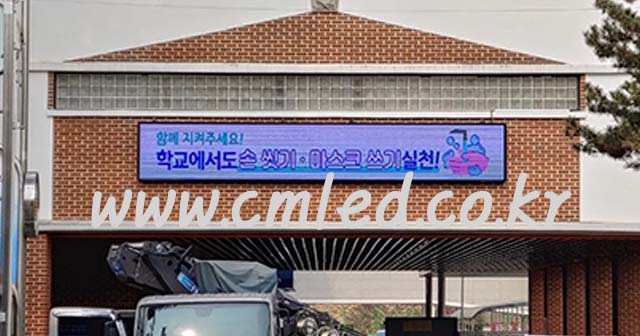 함께 지켜주세요!
학교에서도 손 씻기·마스크 쓰기 실천!
www.cmled.co.kr